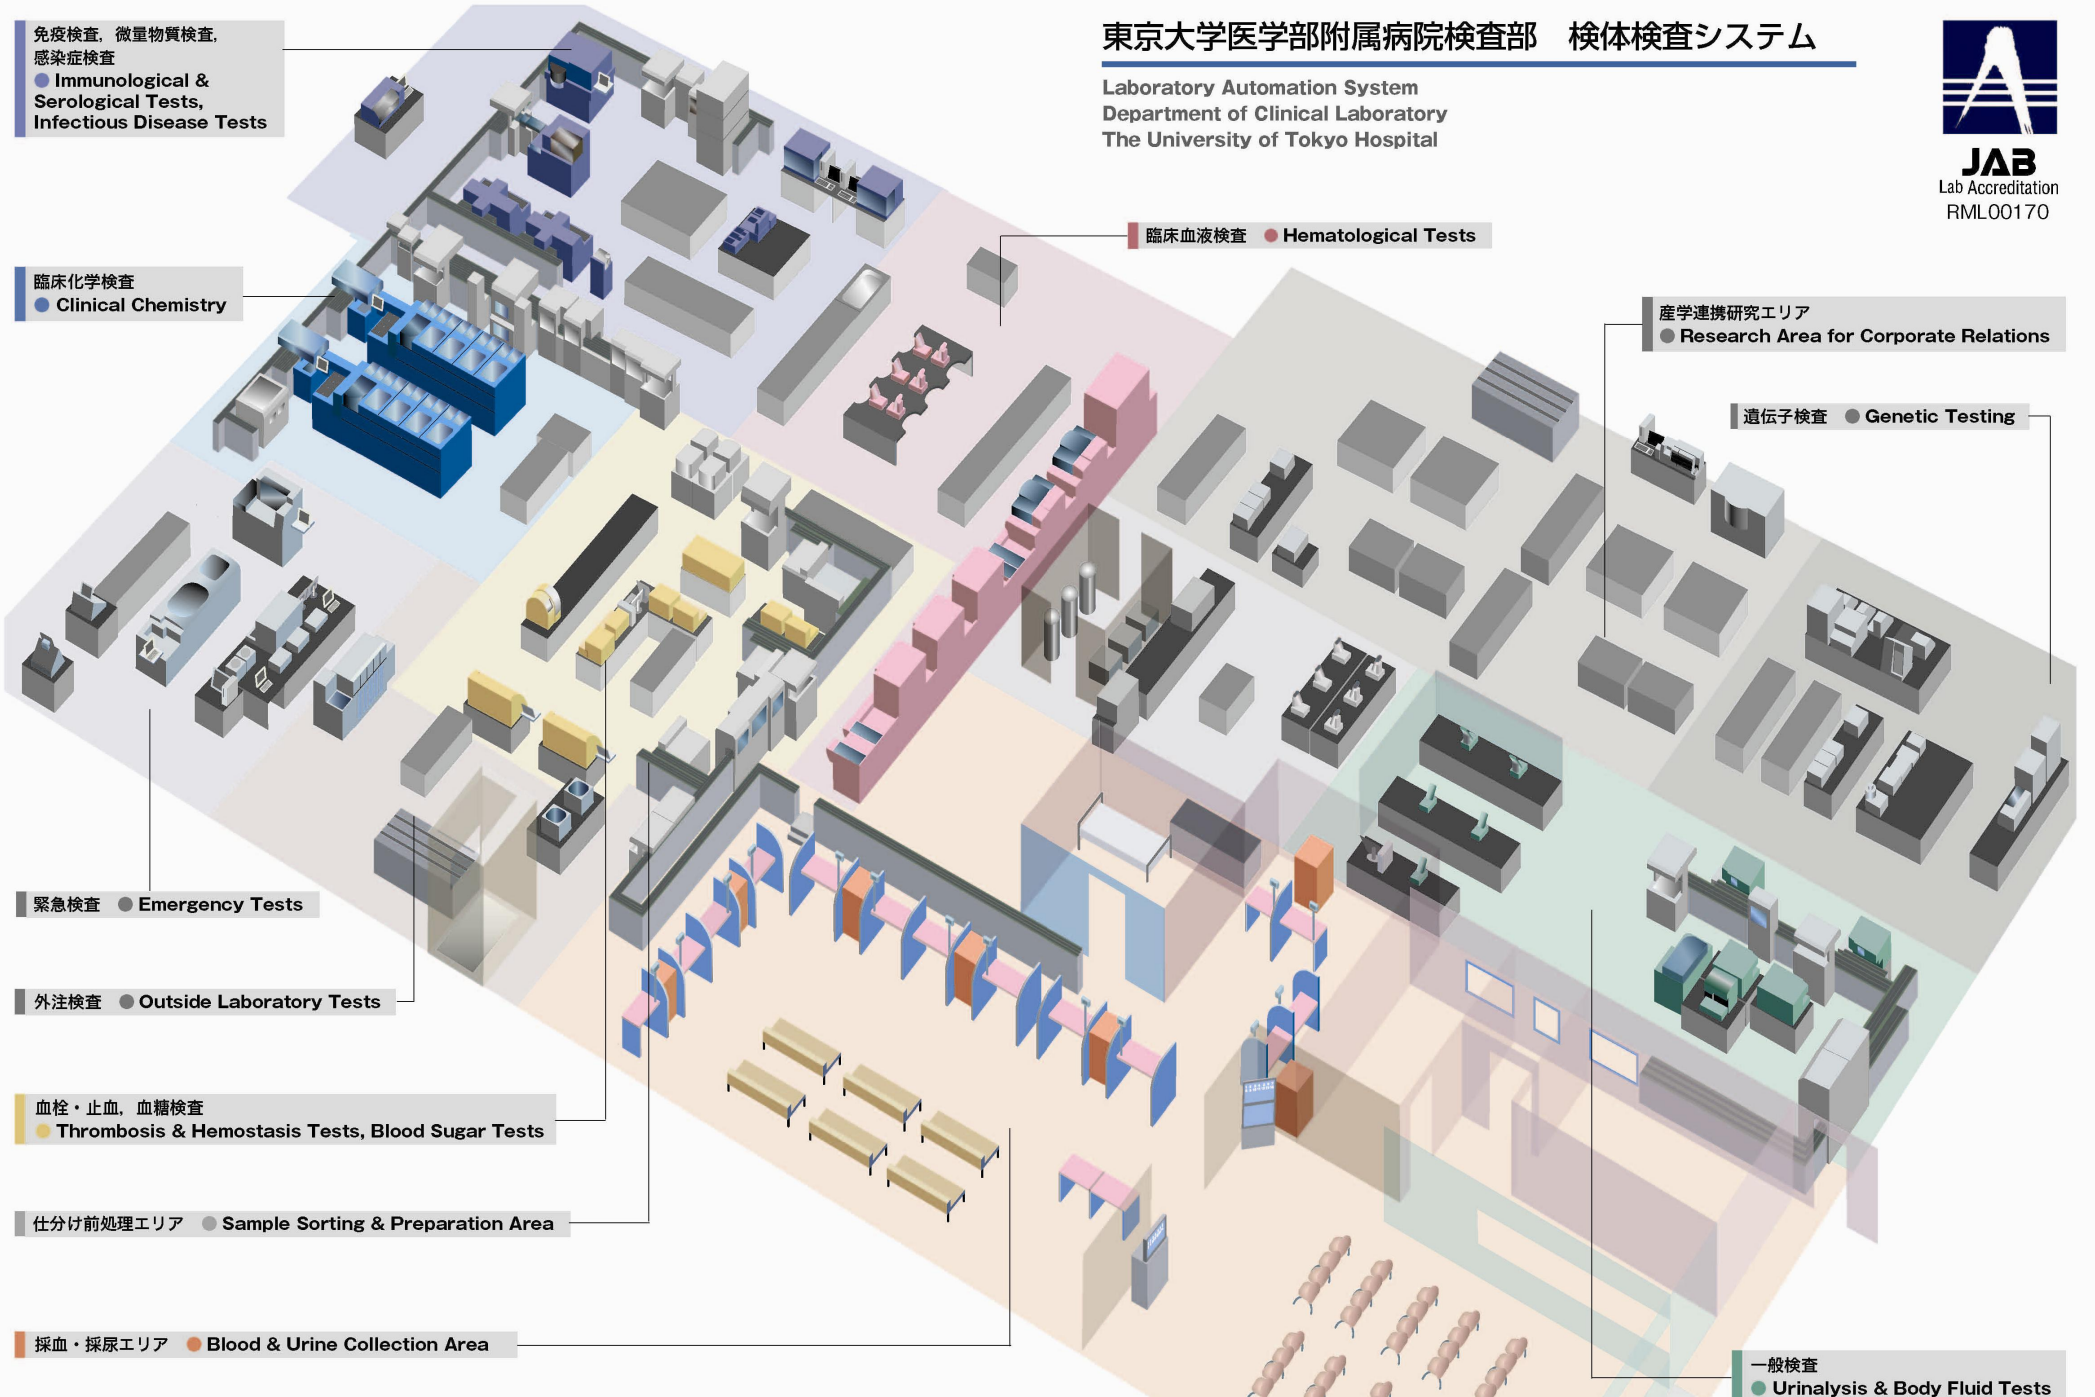 東京大学医学部附属病院検査部　検体検査システム
Laboratory Automation System
Department of Clinical Laboratory
The University of Tokyo Hospital
JAB
Lab Accreditation
RML00170
免疫検査, 微量物質検査,
感染症検査
Immunological &
Serological Tests,
Infectious Disease Tests
臨床血液検査 Hematological Tests
臨床化学検査
Clinical Chemistry
産学連携研究エリア
Research Area for Corporate Relations
遺伝子検査 Genetic Testing
緊急検査 Emergency Tests
外注検査 Outside Laboratory Tests
血栓・止血, 血糖検査
Thrombosis & Hemostasis Tests, Blood Sugar Tests
仕分け前処理エリア Sample Sorting & Preparation Area
採血・採尿エリア Blood & Urine Collection Area
一般検査
Urinalysis & Body Fluid Tests